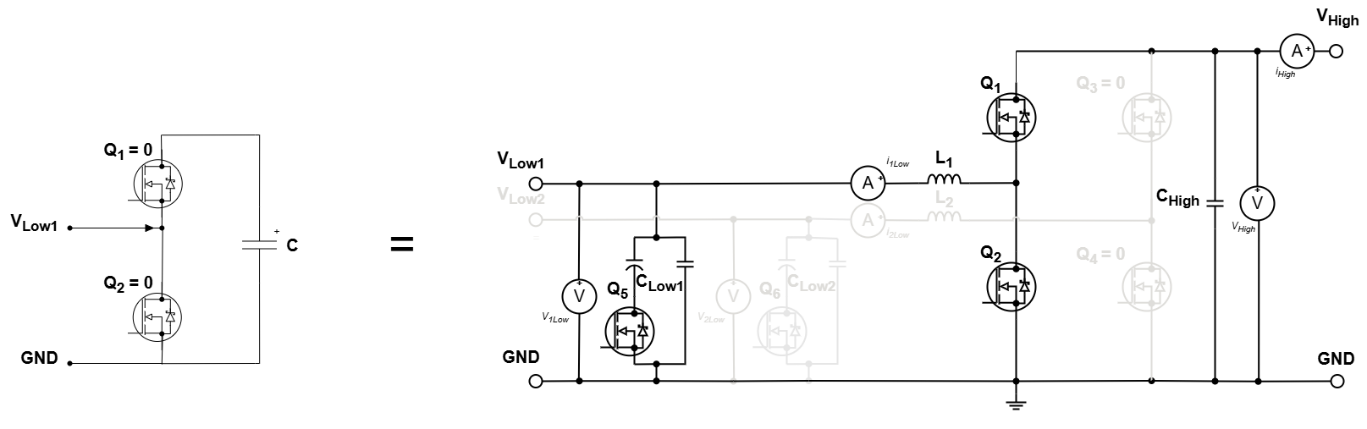 Q1 = 0
VLow1
Q2 = 0
GND
+
C
=
VHigh
A+
iHigh
Q1
Q3 = 0
VLow1
i1Low
L1
A+
VLow2
A+
i2Low
L2
CHigh
V
VHigh
Q2
Q4 = 0
V
V1Low
Q5
CLow1
V
V2Low
Q6
CLow2
GND
GND